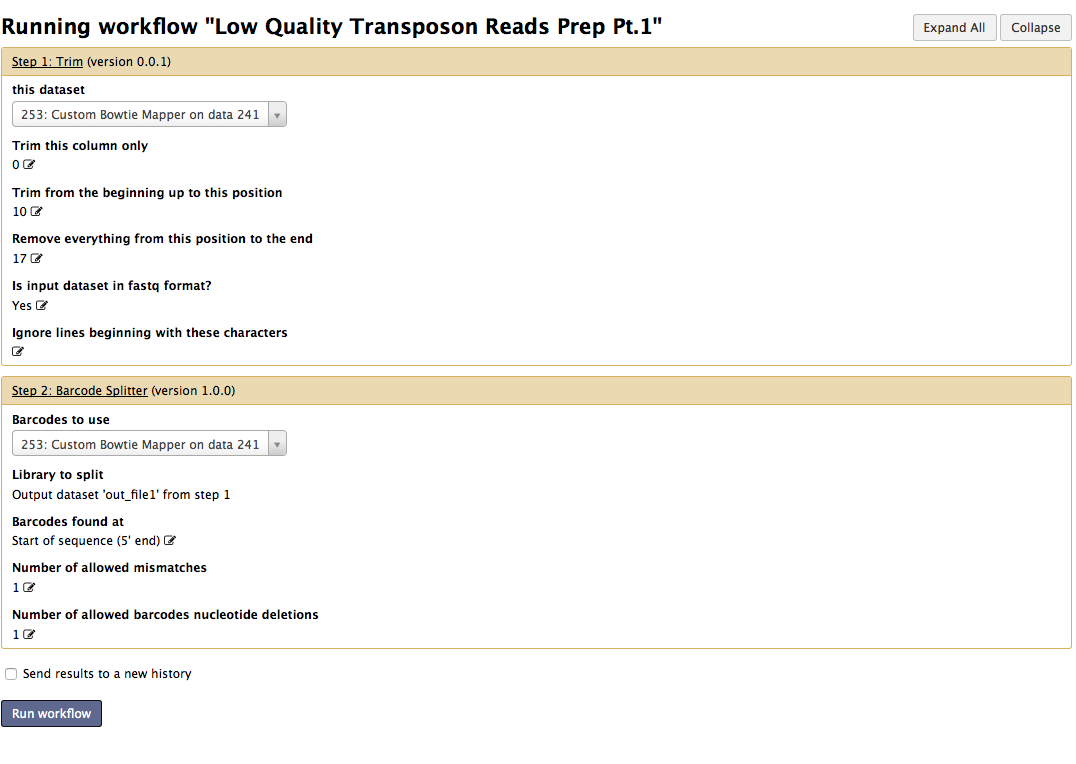 Running workflow "Low Quality Transposon Reads Prep Pt.1"
Expand All
Collapse
Step 1: Trim (version 0.0.1)
this dataset
253: Custom Bowtie Mapper on data 241
Trim this column only
0
Trim from the beginning up to this position
10
Remove everything from this position to the end
17
Is input dataset in fastq format?
Yes
Ignore lines beginning with these characters
Step 2: Barcode Splitter (version 1.0.0)
Barcodes to use
253: Custom Bowtie Mapper on data 241
Library to split
Output dataset 'out_file1' from step 1
Barcodes found at
Start of sequence (5' end)
Number of allowed mismatches
1
Number of allowed barcodes nucleotide deletions
1
Send results to a new history
Run workflow